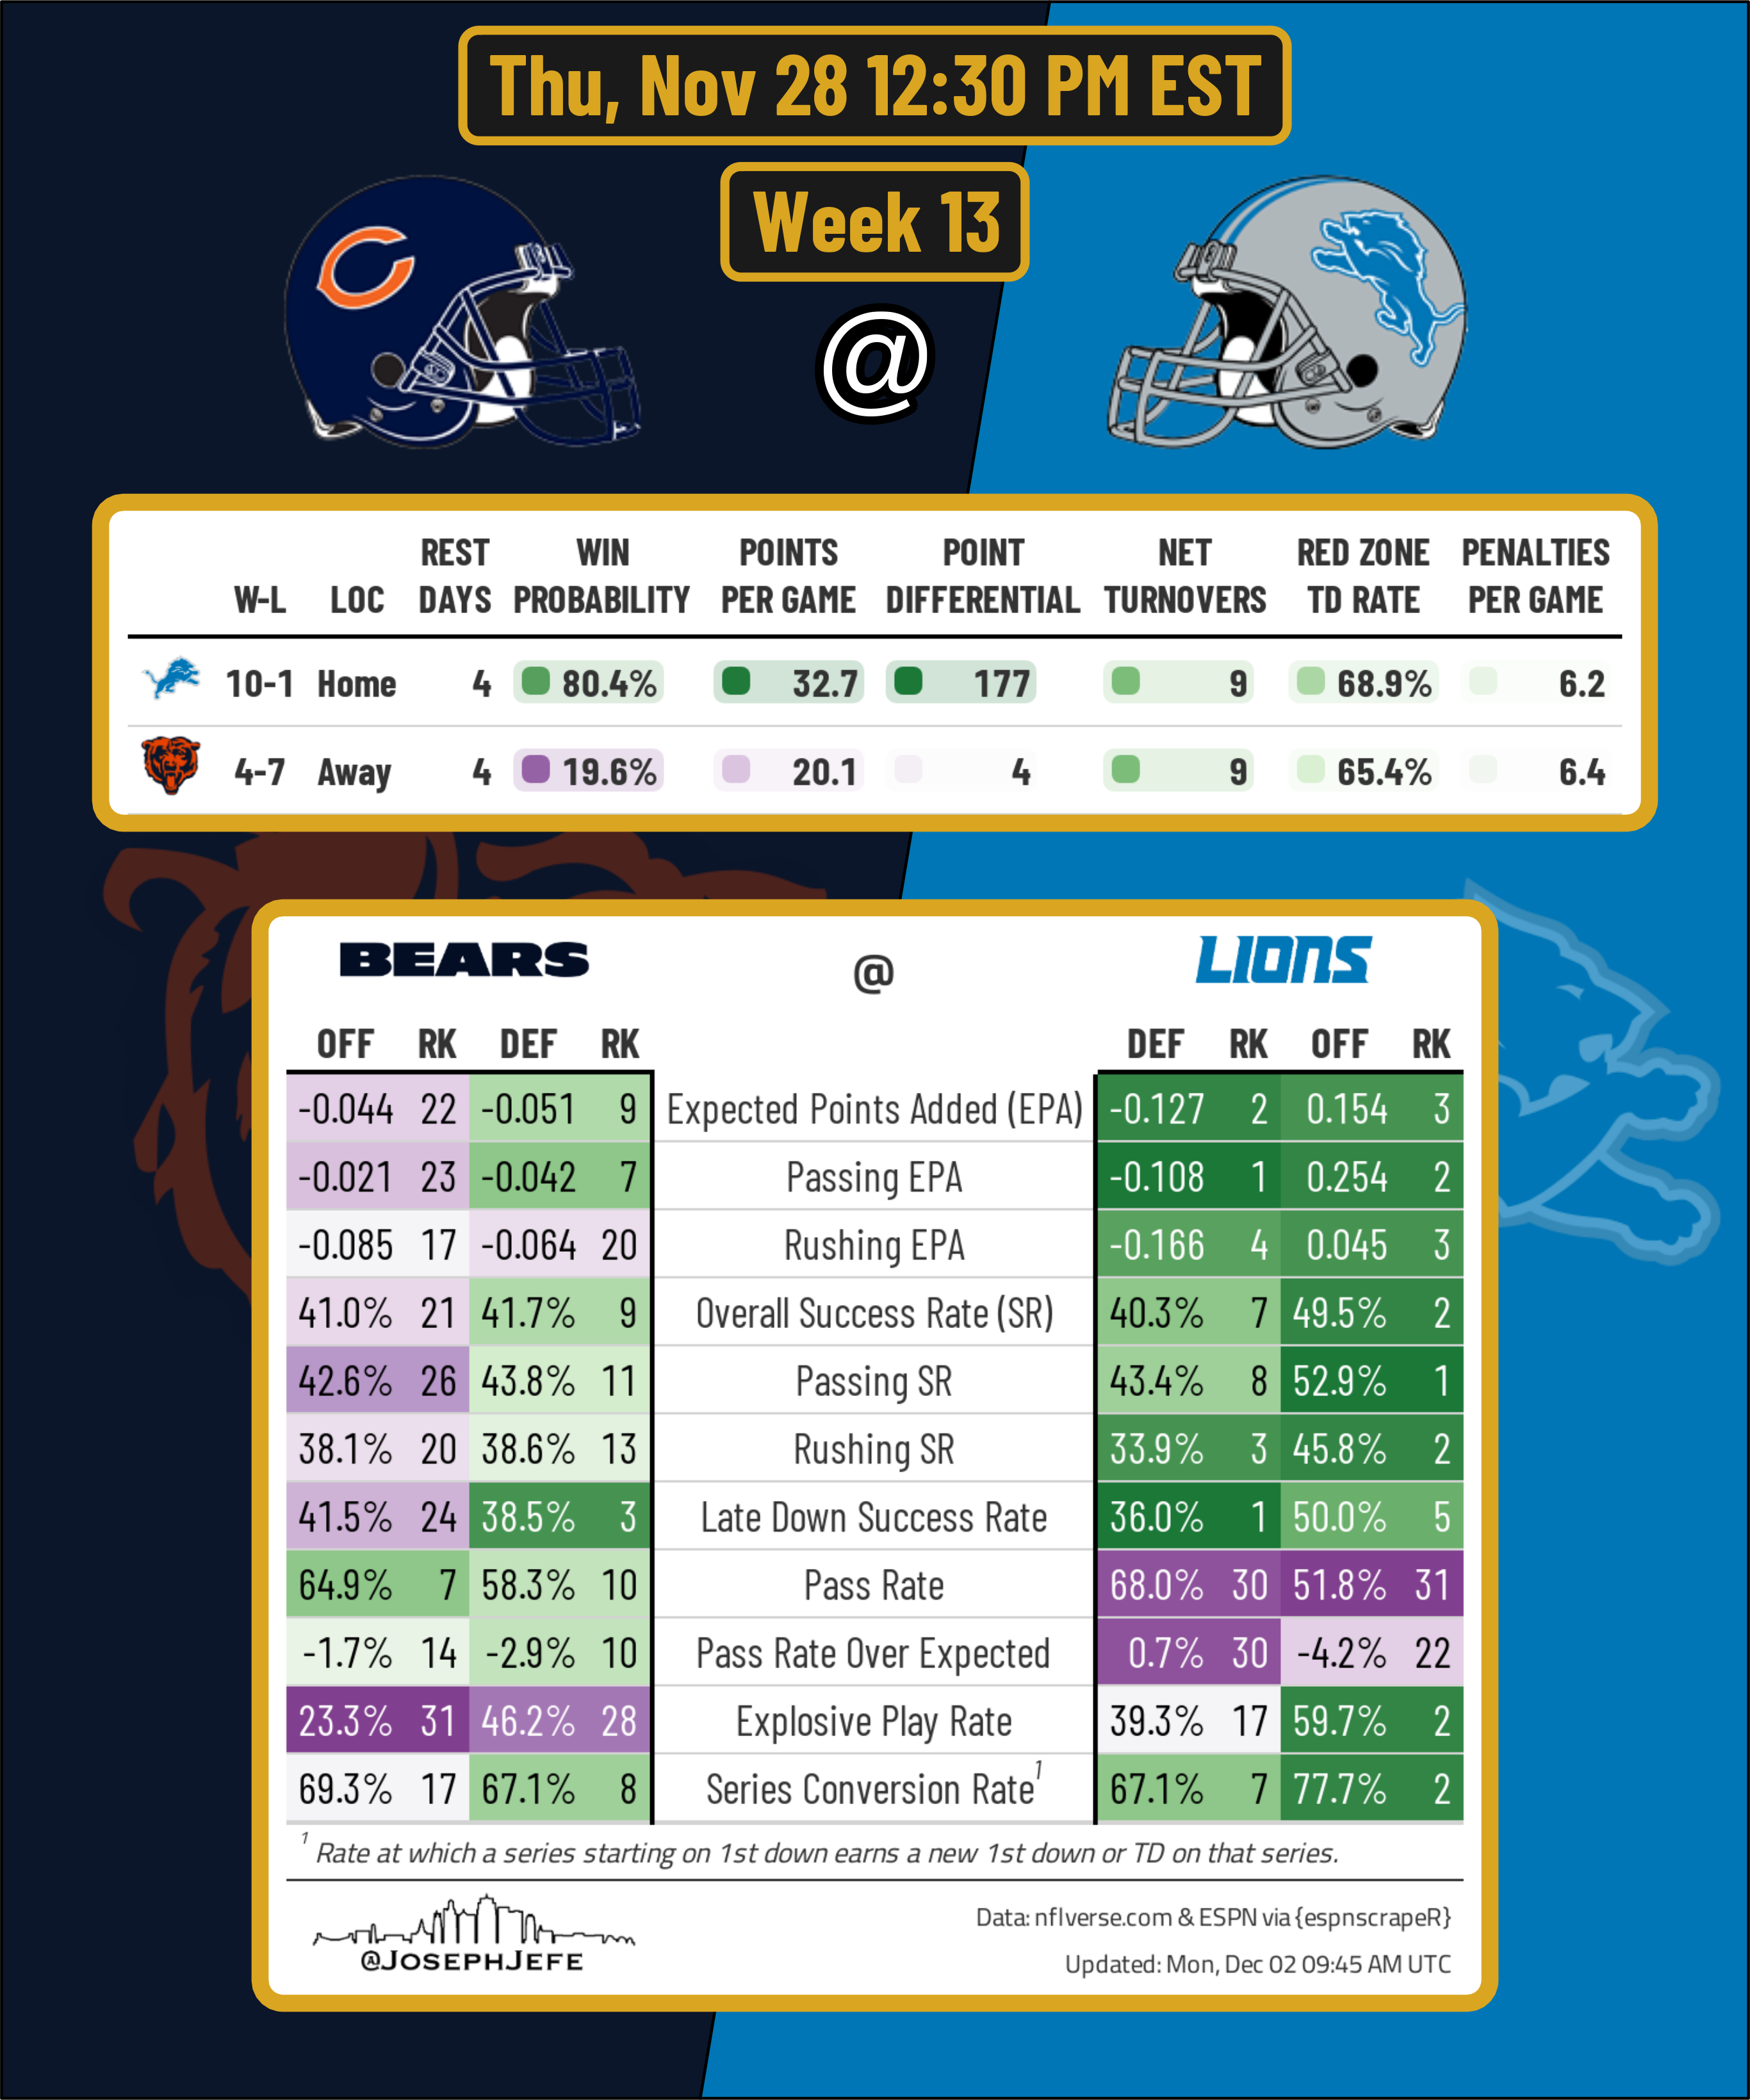 Thu, Nov 28 12:30 PM EST
Week 13
@
REST WIN POINTS POINT NET RED ZONE PENALTIES
W-L LOC DAYS PROBABILITY PER GAME DIFFERENTIAL TURNOVERS TD RATE PER GAME
10-1 Home 4 80.4% 32.7 177 9 68.9% 6.2
4-7 Away 4 19.6% 20.1 4 9 65.4% 6.4
BEARS @ LIONS
OFF RK DEF RK DEF RK OFF RK
-0.044 22 -0.051 9 Expected Points Added (EPA) -0.127 2 0.154 3
-0.021 23 -0.042 7 Passing EPA -0.108 1 0.254 2
-0.085 17 -0.064 20 Rushing EPA -0.166 4 0.045 3
41.0% 21 41.7% 9 Overall Success Rate (SR) 40.3% 7 49.5% 2
42.6% 26 43.8% 11 Passing SR 43.4% 8 52.9% 1
38.1% 20 38.6% 13 Rushing SR 33.9% 3 45.8% 2
41.5% 24 38.5% 3 Late Down Success Rate 36.0% 1 50.0% 5
64.9% 7 58.3% 10 Pass Rate 68.0% 30 51.8% 31
-1.7% 14 -2.9% 10 Pass Rate Over Expected 0.7% 30 -4.2% 22
23.3% 31 46.2% 28 Explosive Play Rate 39.3% 17 59.7% 2
69.3% 17 67.1% 8 Series Conversion Rate¹ 67.1% 7 77.7% 2
¹ Rate at which a series starting on 1st down earns a new 1st down or TD on that series.
@JOSEPHJEFE
Data: nflverse.com & ESPN via {espnscrapeR}
Updated: Mon, Dec 02 09:45 AM UTC